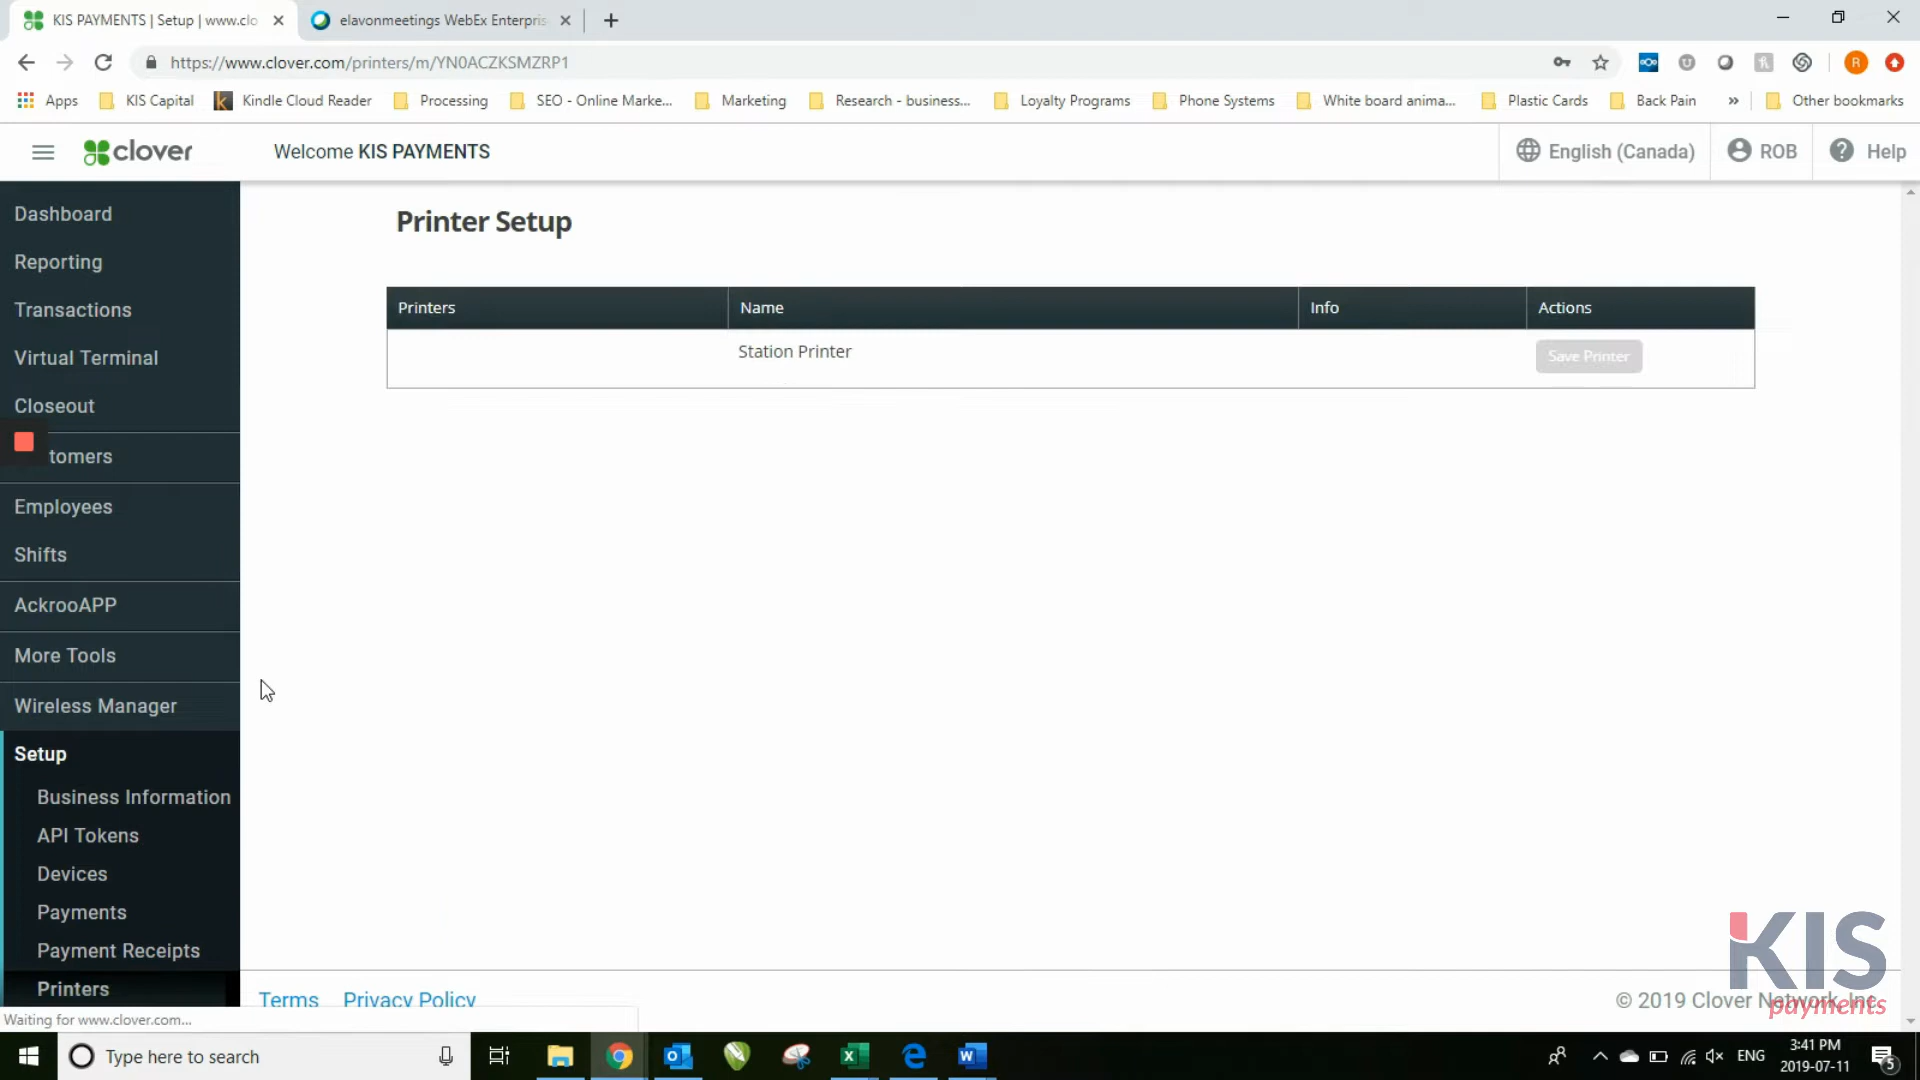 KIS PAYMENTS | Setup | www.clo
elavonmeetings WebEx Enterpris
https://www.clover.com/printers/m/YN0ACZKSMZRP1
R
Apps
KIS Capital
Kindle Cloud Reader
Processing
SEO - Online Marke...
Marketing
Research - business...
Loyalty Programs
Phone Systems
White board anima...
Plastic Cards
Back Pain
»
Other bookmarks
clover
Welcome KIS PAYMENTS
English (Canada)
ROB
Help
Dashboard
Reporting
Transactions
Virtual Terminal
Closeout
tomers
Employees
Shifts
AckrooAPP
More Tools
Wireless Manager
Setup
Business Information
API Tokens
Devices
Payments
Payment Receipts
Printers
Printer Setup
Printers
Name
Info
Actions
Station Printer
Save Printer
Terms
Privacy Policy
© 2019 Clover Network, Inc.
KIS
payments
Waiting for www.clover.com...
Type here to search
ENG
3:41 PM
2019-07-11
5